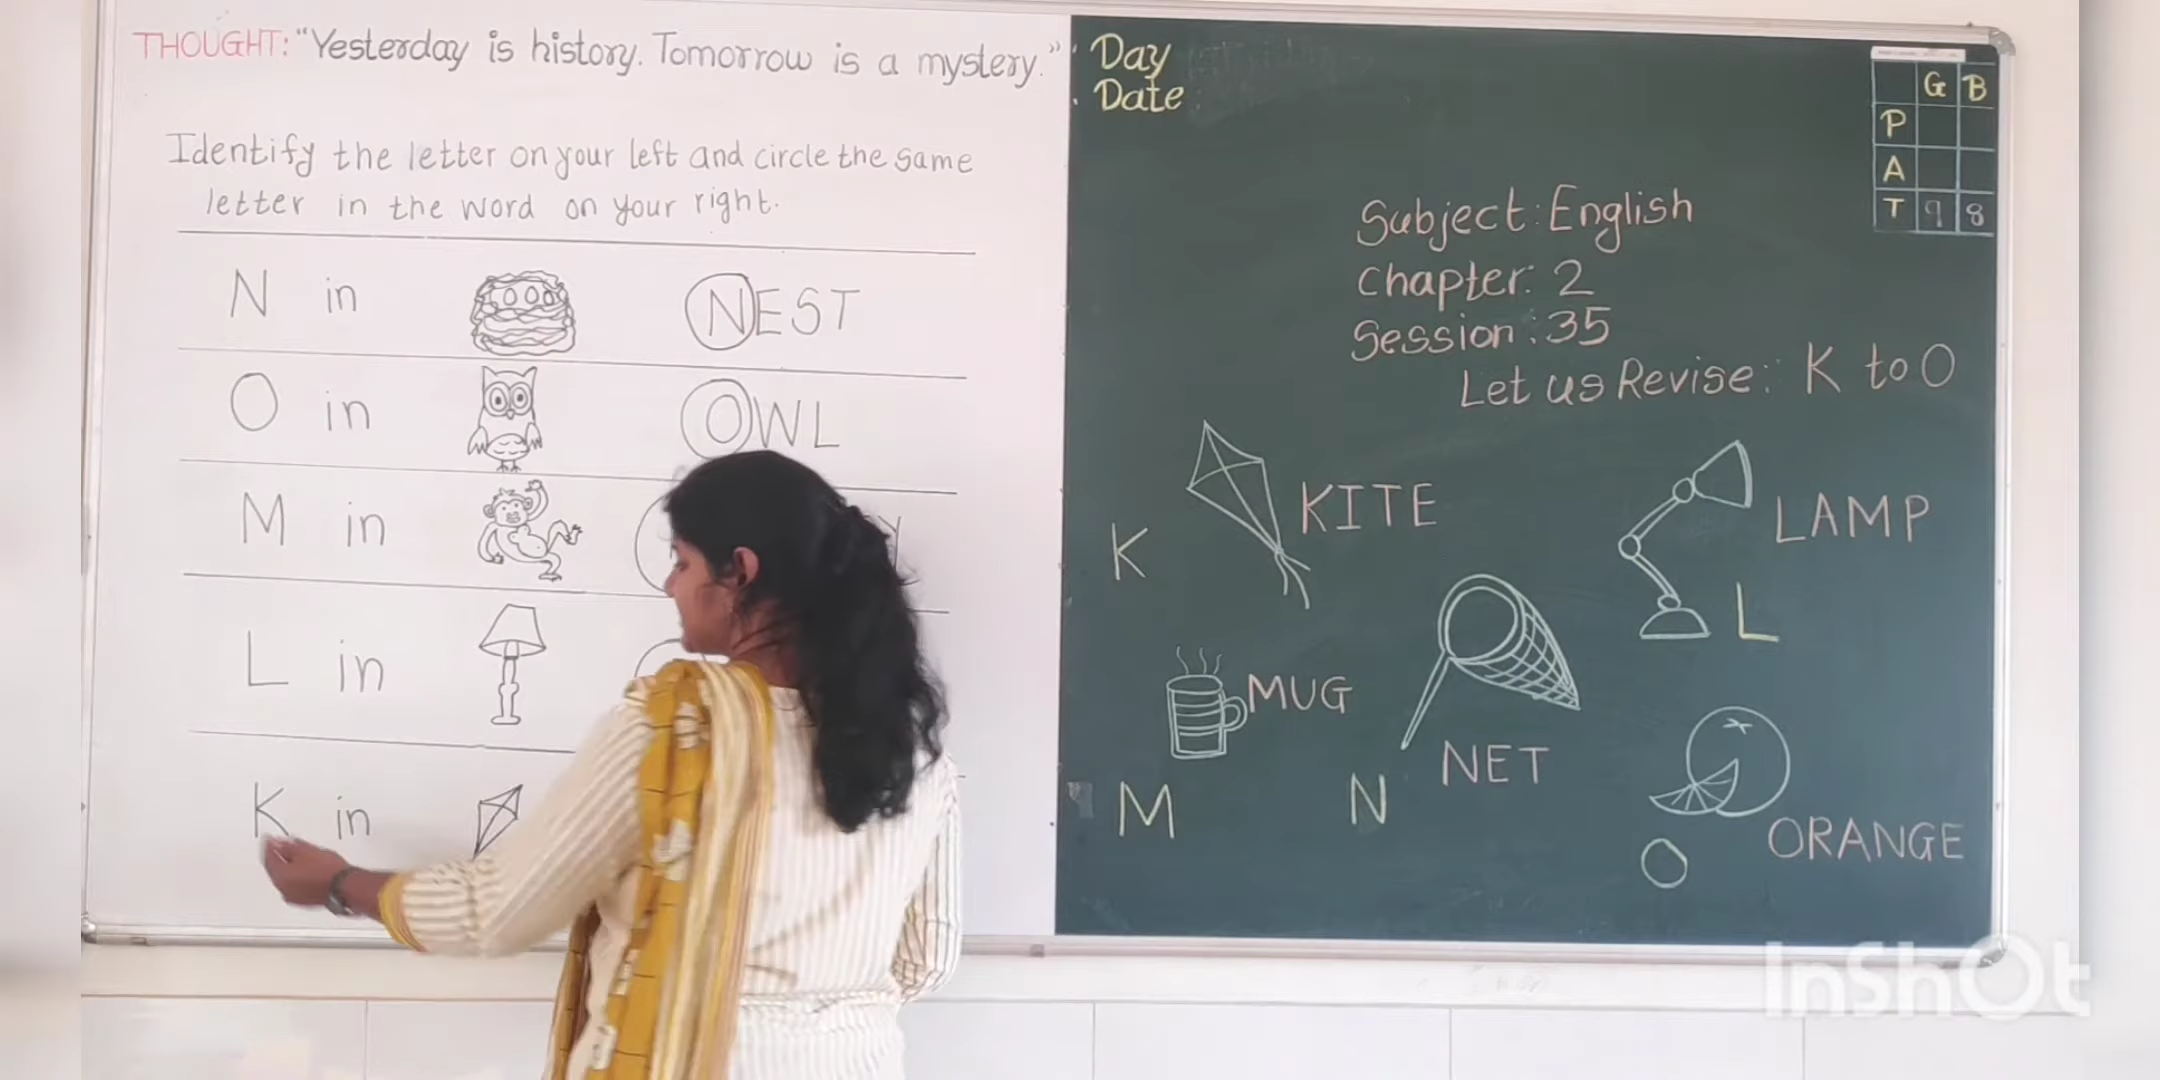 THOUGHT: "Yesterday is history. Tomorrow is a mystery."
Identify the letter on your left and circle the same
letter in the word on your right.
N in NEST
O in OWL
M in
L in
K in
Day
Date
G B
P
A
T 9 8
Subject: English
Chapter: 2
Session: 35
Let us Revise: K to O
K KITE
LAMP
L
MUG
M
NET
N
ORANGE
O
InShOt